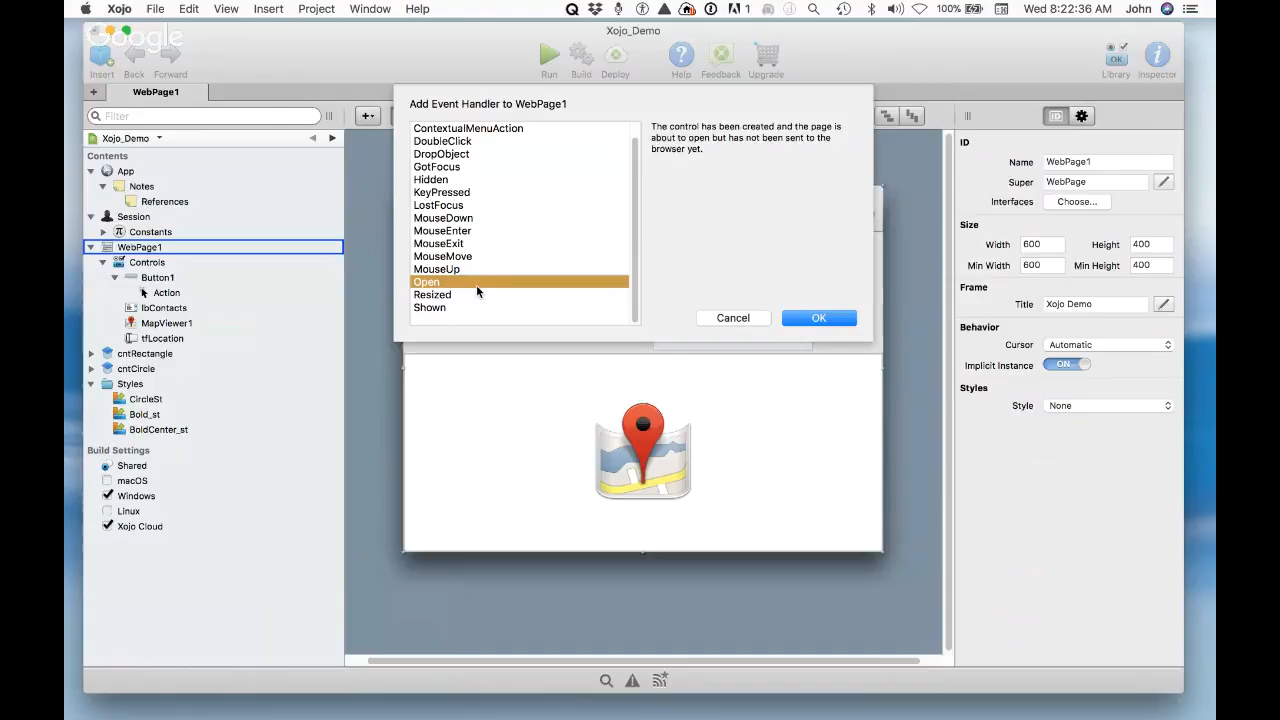 Xojo File Edit View Insert Project Window Help 1 100% Wed 8:22:36 AM John
Google
Xojo_Demo
Insert Back Forward Run Build Deploy Help Feedback Upgrade OK Library Inspector
WebPage1
Filter
Xojo_Demo
Contents
App
Notes
References
Session
Constants
WebPage1
Controls
Button1
Action
lbContacts
MapViewer1
tfLocation
cntRectangle
cntCircle
Styles
CircleSt
Bold_st
BoldCenter_st
Build Settings
Shared
macOS
Windows
Linux
Xojo Cloud
Add Event Handler to WebPage1
ContextualMenuAction
DoubleClick
DropObject
GotFocus
Hidden
KeyPressed
LostFocus
MouseDown
MouseEnter
MouseExit
MouseMove
MouseUp
Open
Resized
Shown
The control has been created and the page is
about to open but has not been sent to the
browser yet.
Cancel OK
ID
Name WebPage1
Super WebPage
Interfaces Choose...
Size
Width 600 Height 400
Min Width 600 Min Height 400
Frame
Title Xojo Demo
Behavior
Cursor Automatic
Implicit Instance ON
Styles
Style None